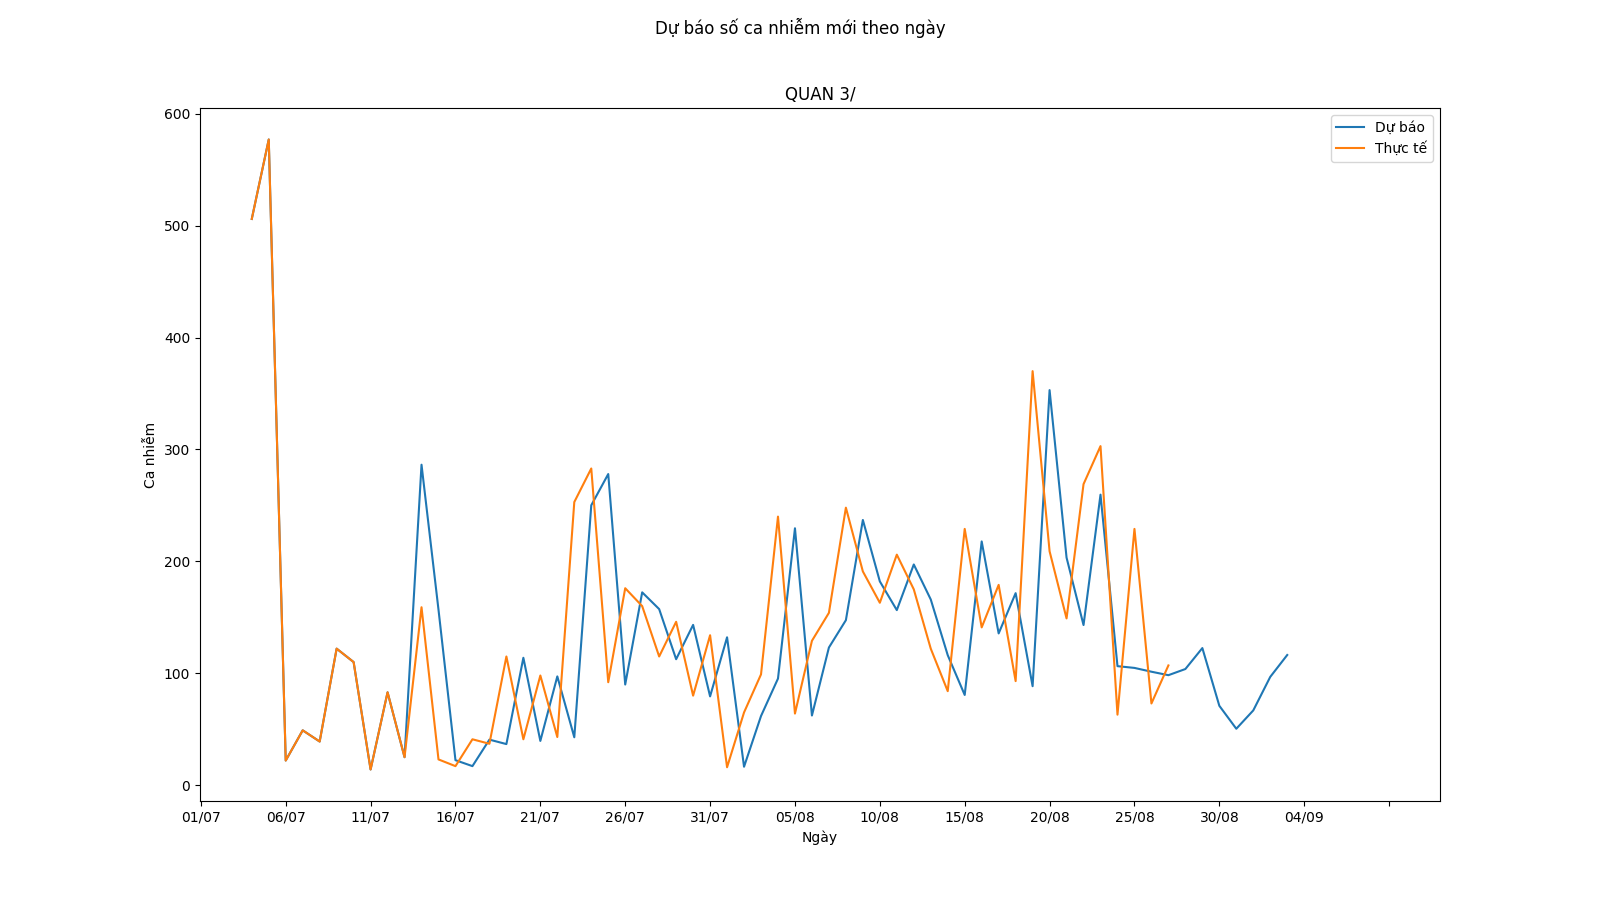 Dự báo số ca nhiễm mới theo ngày
QUAN 3/
Dự báo
Thực tế
600
500
400
300
200
100
0
Ca nhiễm
01/07 06/07 11/07 16/07 21/07 26/07 31/07 05/08 10/08 15/08 20/08 25/08 30/08 04/09
Ngày